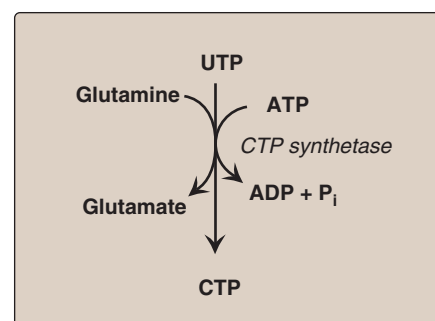 UTP
Glutamine
ATP
CTP synthetase
Glutamate
ADP + Pi
CTP